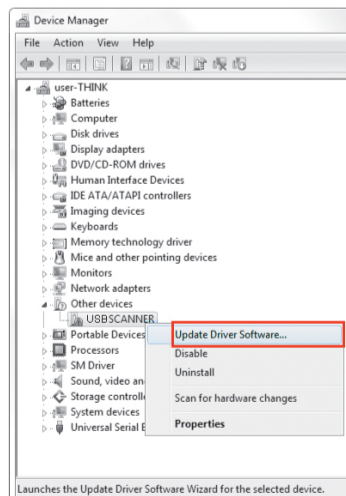 Device Manager
File Action View Help
user-THINK
Batteries
Computer
Disk drives
Display adapters
DVD/CD-ROM drives
Human Interface Devices
IDE ATA/ATAPI controllers
Imaging devices
Keyboards
Memory technology driver
Mice and other pointing devices
Monitors
Network adapters
Other devices
USBSCANNER
Portable Devices
Update Driver Software...
Processors
Disable
SM Driver
Uninstall
Sound, video an
Storage controlle
Scan for hardware changes
System devices
Properties
Universal Serial B
Launches the Update Driver Software Wizard for the selected device.